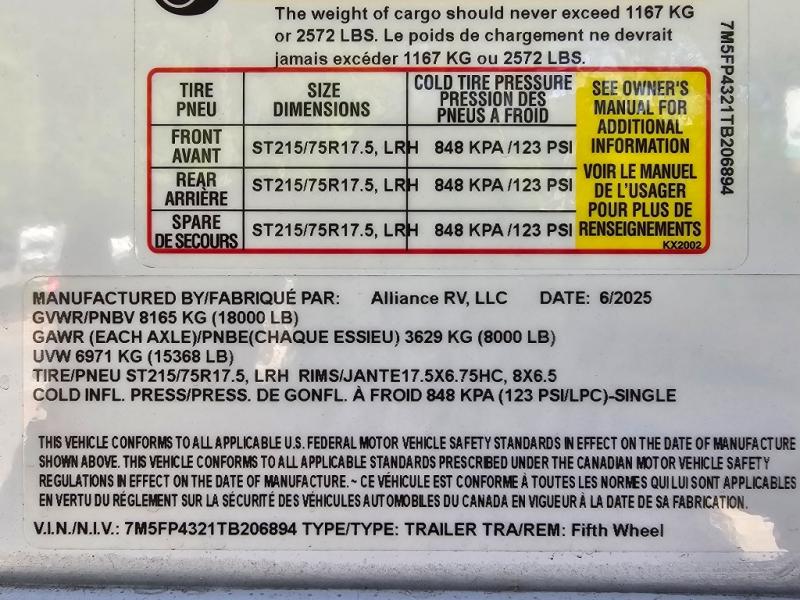 The weight of cargo should never exceed 1167 KG
or 2572 LBS. Le poids de chargement ne devrait
jamais excéder 1167 KG ou 2572 LBS.
7M5FP4321TB206894
TIRE
PNEU
SIZE
DIMENSIONS
COLD TIRE PRESSURE
PRESSION DES
PNEUS A FROID
SEE OWNER'S
MANUAL FOR
ADDITIONAL
INFORMATION
VOIR LE MANUEL
DE L'USAGER
POUR PLUS DE
RENSEIGNEMENTS
KX2002
FRONT
AVANT
ST215/75R17.5, LRH
848 KPA /123 PSI
REAR
ARRIÈRE
ST215/75R17.5, LRH
848 KPA /123 PSI
SPARE
DE SECOURS
ST215/75R17.5, LRH
848 KPA /123 PSI
MANUFACTURED BY/FABRIQUÉ PAR: Alliance RV, LLC DATE: 6/2025
GVWR/PNBV 8165 KG (18000 LB)
GAWR (EACH AXLE)/PNBE(CHAQUE ESSIEU) 3629 KG (8000 LB)
UVW 6971 KG (15368 LB)
TIRE/PNEU ST215/75R17.5, LRH RIMS/JANTE17.5X6.75HC, 8X6.5
COLD INFL. PRESS/PRESS. DE GONFL. À FROID 848 KPA (123 PSI/LPC)-SINGLE
THIS VEHICLE CONFORMS TO ALL APPLICABLE U.S. FEDERAL MOTOR VEHICLE SAFETY STANDARDS IN EFFECT ON THE DATE OF MANUFACTURE
SHOWN ABOVE. THIS VEHICLE CONFORMS TO ALL APPLICABLE STANDARDS PRESCRIBED UNDER THE CANADIAN MOTOR VEHICLE SAFETY
REGULATIONS IN EFFECT ON THE DATE OF MANUFACTURE. ~ CE VÉHICULE EST CONFORME À TOUTES LES NORMES QUI LUI SONT APPLICABLES
EN VERTU DU RÉGLEMENT SUR LA SÉCURITÉ DES VÉHICULES AUTOMOBILES DU CANADA EN VIGUEUR À LA DATE DE SA FABRICATION.
V.I.N./N.I.V.: 7M5FP4321TB206894 TYPE/TYPE: TRAILER TRA/REM: Fifth Wheel